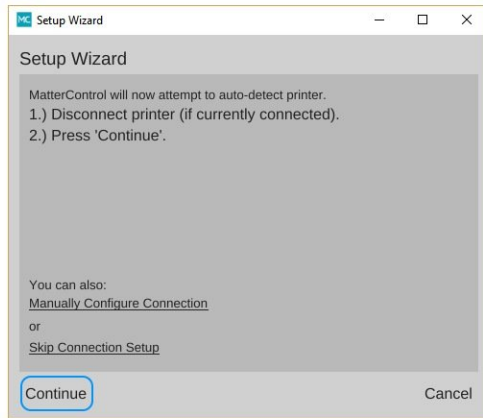 MC Setup Wizard
Setup Wizard
MatterControl will now attempt to auto-detect printer.
1.) Disconnect printer (if currently connected).
2.) Press 'Continue'.
You can also:
Manually Configure Connection
or
Skip Connection Setup
Continue Cancel